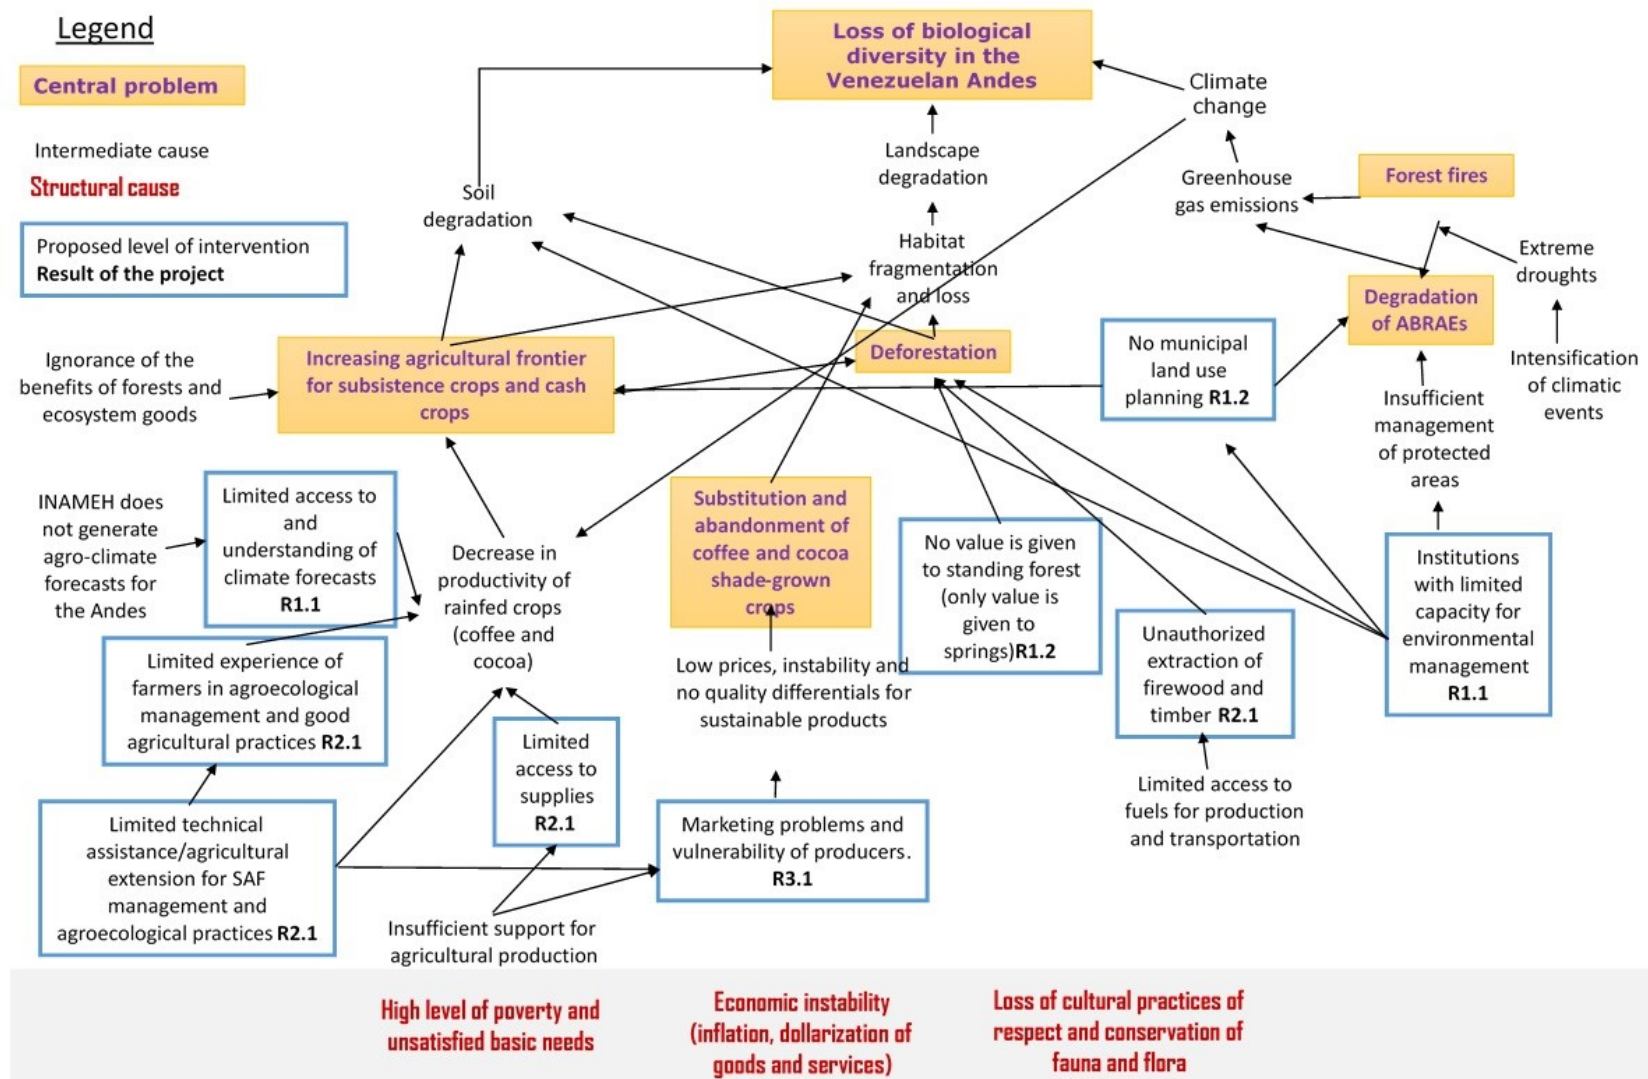 Legend
Central problem
Intermediate cause
Structural cause
Proposed level of intervention
Result of the project
Loss of biological
diversity in the
Venezuelan Andes
Climate
change
Landscape
degradation
Soil
degradation
Greenhouse
gas emissions
Forest fires
Habitat
fragmentation
and loss
Extreme
droughts
Degradation
of ABRAEs
Ignorance of the
benefits of forests and
ecosystem goods
Increasing agricultural frontier
for subsistence crops and cash
crops
Deforestation
No municipal
land use
planning R1.2
Intensification
of climatic
events
Insufficient
management
of protected
areas
INAMEH does
not generate
agro-climate
forecasts for
the Andes
Limited access to
and
understanding of
climate forecasts
R1.1
Decrease in
productivity of
rainfed crops
(coffee and
cocoa)
Substitution and
abandonment of
coffee and cocoa
shade-grown
crops
No value is given
to standing forest
(only value is
given to
springs)R1.2
Institutions
with limited
capacity for
environmental
management
R1.1
Limited experience of
farmers in agroecological
management and good
agricultural practices R2.1
Low prices, instability and
no quality differentials for
sustainable products
Unauthorized
extraction of
firewood and
timber R2.1
Limited
access to
supplies
R2.1
Limited access to
fuels for production
and transportation
Limited technical
assistance/agricultural
extension for SAF
management and
agroecological practices R2.1
Marketing problems and
vulnerability of producers.
R3.1
Insufficient support for
agricultural production
High level of poverty and
unsatisfied basic needs
Economic instability
(inflation, dollarization of
goods and services)
Loss of cultural practices of
respect and conservation of
fauna and flora